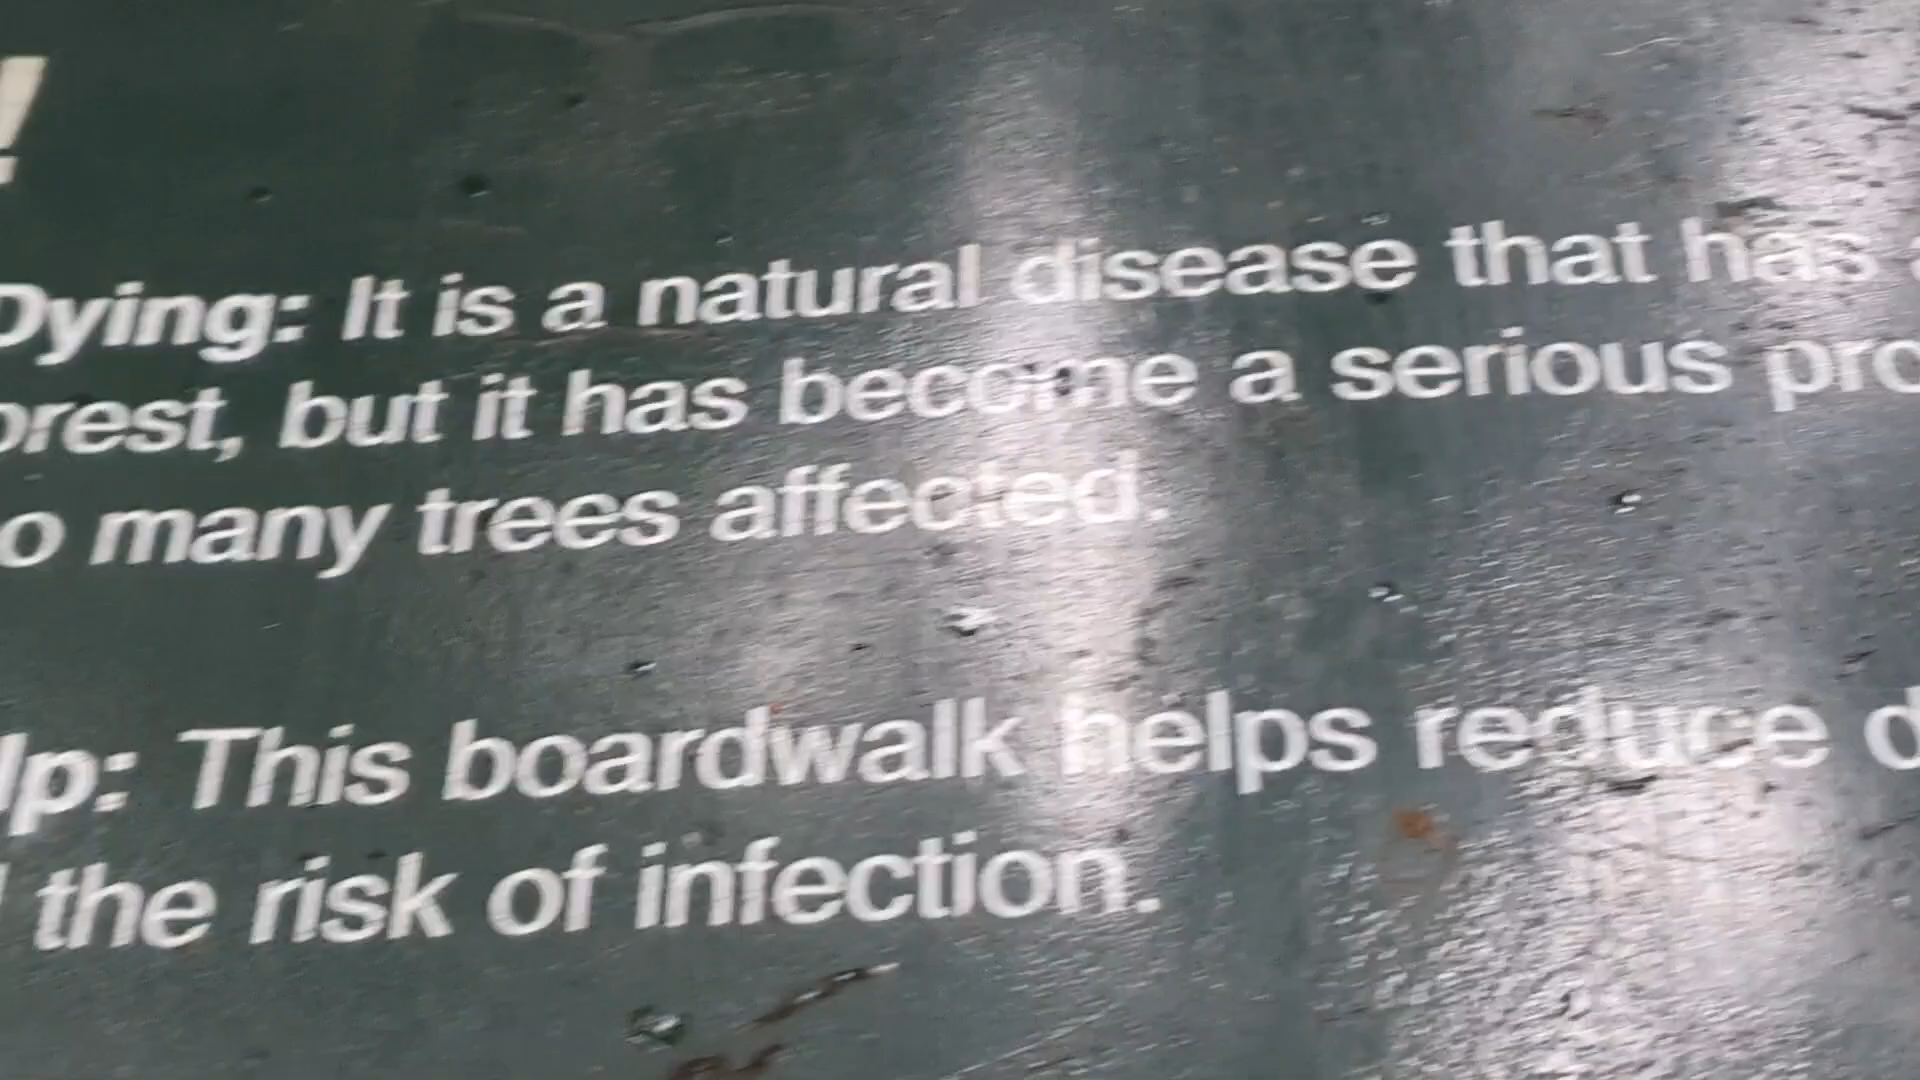 !
Dying: It is a natural disease that has
orest, but it has become a serious pro
o many trees affected.
lp: This boardwalk helps reduce d
the risk of infection.